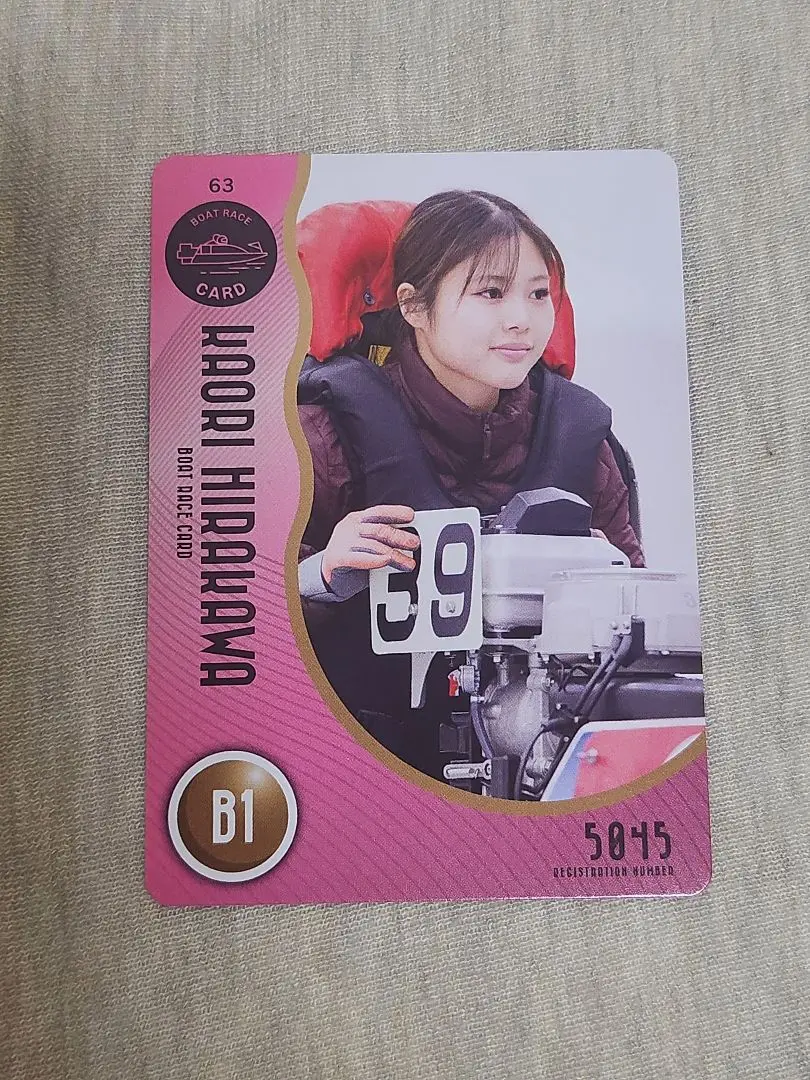 63
BOAT RACE
CARD
KAORI HIRAKAWA
BOAT RACE CARD
39
B1
5045
REGISTRATION NUMBER